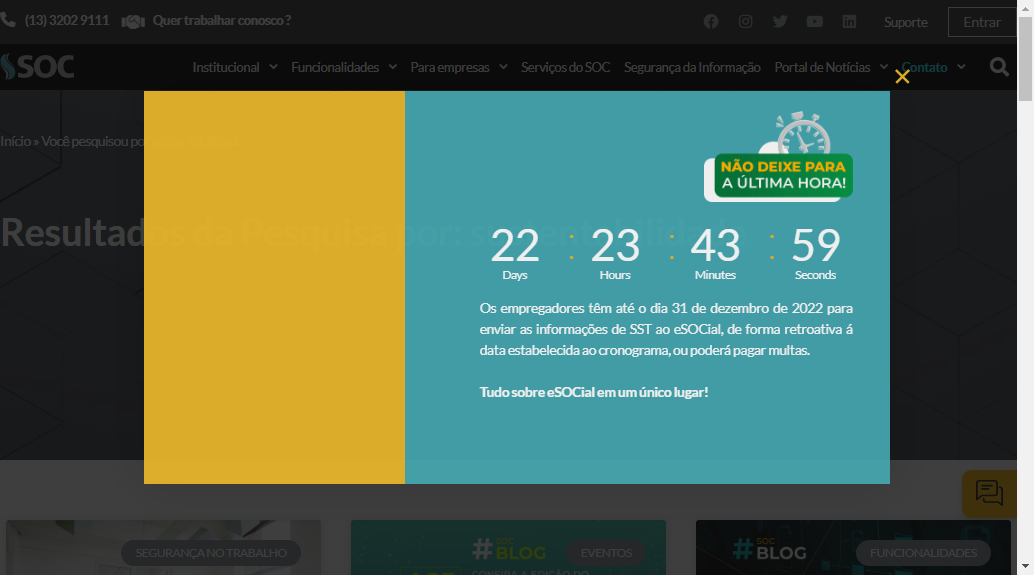 (13) 3202 9111 Quer trabalhar conosco ? Suporte Entrar
SOC Institucional Funcionalidades Para empresas Serviços do SOC Segurança da Informação Portal de Notícias Contato
Início » Você pesquisou por
NÃO DEIXE PARA
A ÚLTIMA HORA!
Resultados da Pesquisa por:
22 : 23 : 43 : 59
Days Hours Minutes Seconds
Os empregadores têm até o dia 31 de dezembro de 2022 para
enviar as informações de SST ao eSOCial, de forma retroativa á
data estabelecida ao cronograma, ou poderá pagar multas.
Tudo sobre eSOCial em um único lugar!
SEGURANÇA NO TRABALHO
#SOC BLOG EVENTOS
CONFIRA A EDIÇÃO DO
#SOC BLOG FUNCIONALIDADES